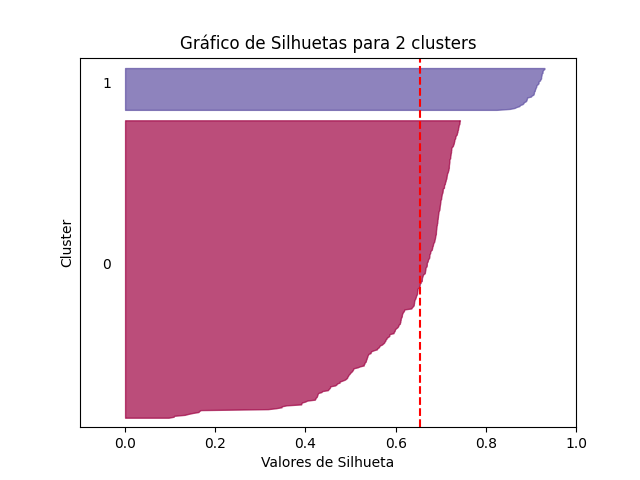 Gráfico de Silhuetas para 2 clusters
1
0
Cluster
0.0 0.2 0.4 0.6 0.8 1.0
Valores de Silhueta